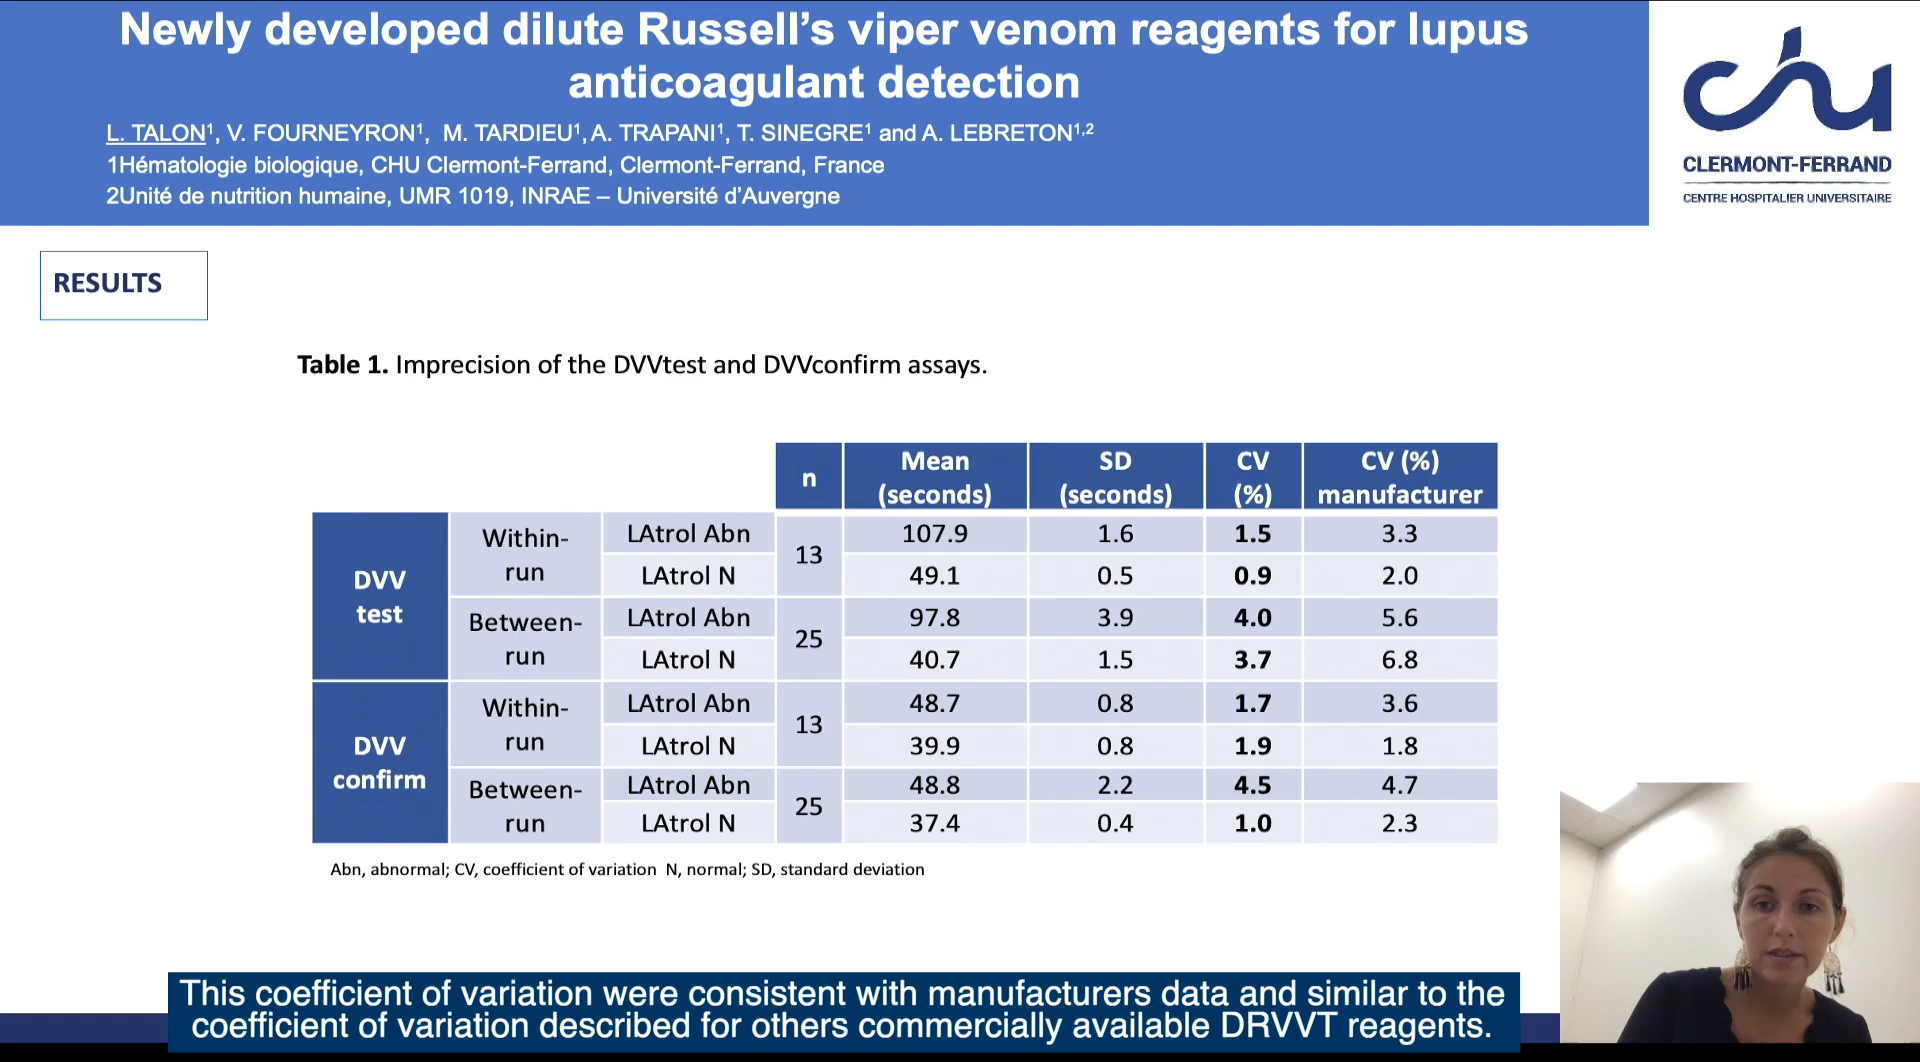 Newly developed dilute Russell’s viper venom reagents for lupus
anticoagulant detection
L. TALON¹, V. FOURNEYRON¹, M. TARDIEU¹, A. TRAPANI¹, T. SINEGRE¹ and A. LEBRETON¹,²
1Hématologie biologique, CHU Clermont-Ferrand, Clermont-Ferrand, France
2Unité de nutrition humaine, UMR 1019, INRAE – Université d’Auvergne
chu
CLERMONT-FERRAND
CENTRE HOSPITALIER UNIVERSITAIRE
RESULTS
Table 1. Imprecision of the DVVtest and DVVconfirm assays.
n Mean (seconds) SD (seconds) CV (%) CV (%) manufacturer
DVV test Within-run LAtrol Abn 13 107.9 1.6 1.5 3.3
LAtrol N 49.1 0.5 0.9 2.0
Between-run LAtrol Abn 25 97.8 3.9 4.0 5.6
LAtrol N 40.7 1.5 3.7 6.8
DVV confirm Within-run LAtrol Abn 13 48.7 0.8 1.7 3.6
LAtrol N 39.9 0.8 1.9 1.8
Between-run LAtrol Abn 25 48.8 2.2 4.5 4.7
LAtrol N 37.4 0.4 1.0 2.3
Abn, abnormal; CV, coefficient of variation N, normal; SD, standard deviation
This coefficient of variation were consistent with manufacturers data and similar to the
coefficient of variation described for others commercially available DRVVT reagents.